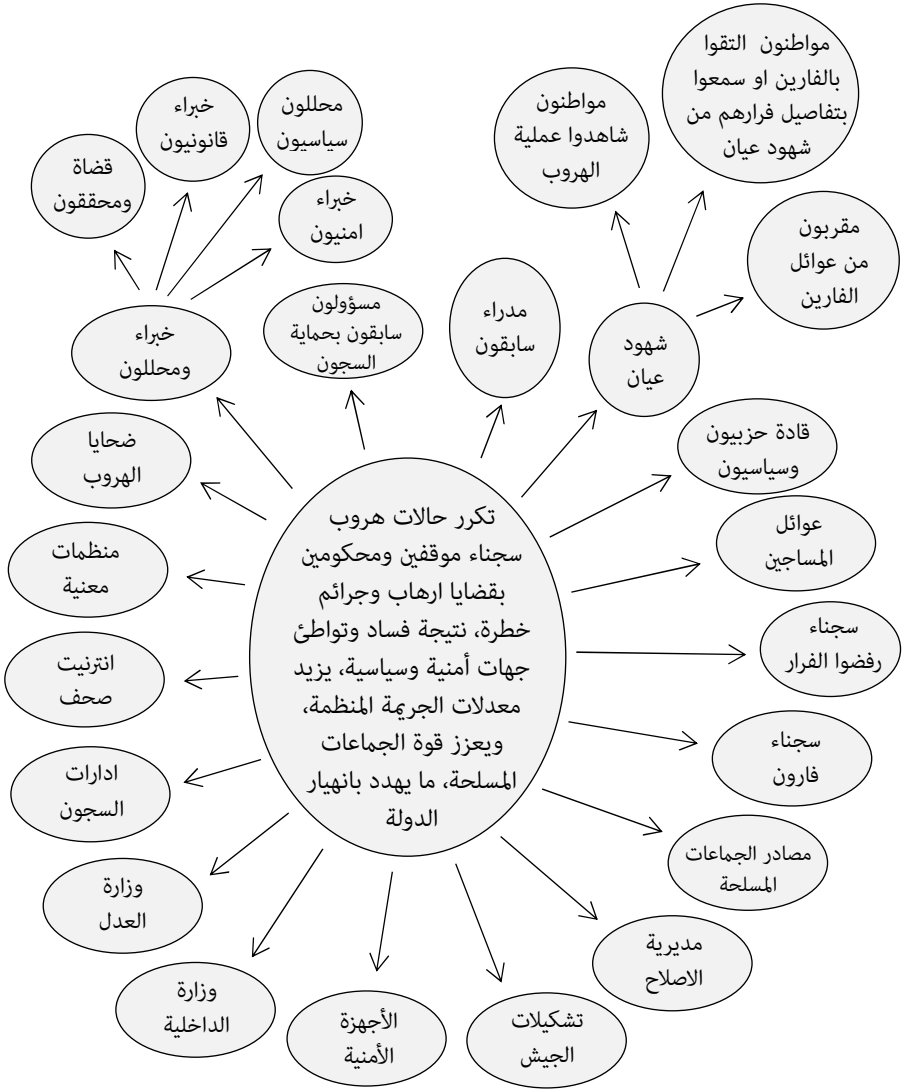 مواطنون التقوا
بالفارين او سمعوا
بتفاصيل فرارهم من
شهود عيان
مواطنون
شاهدوا عملية
الهروب
مقربون
من عوائل
الفارين
شهود
عيان
محللون
سياسيون
خبراء
قانونيون
قضاة
ومحققون
خبراء
امنيون
خبراء
ومحللون
مسؤولون
سابقون بحماية
السجون
مدراء
سابقون
قادة حزبيون
وسياسيون
عوائل
المساجين
سجناء
رفضوا الفرار
سجناء
فارون
مصادر الجماعات
المسلحة
مديرية
الاصلاح
تشكيلات
الجيش
الأجهزة
الأمنية
وزارة
الداخلية
وزارة
العدل
ادارات
السجون
انترنيت
صحف
منظمات
معنية
ضحايا
الهروب
تكرر حالات هروب
سجناء موقفين ومحكومين
بقضايا ارهاب وجرائم
خطرة، نتيجة فساد وتواطئ
جهات أمنية وسياسية، يزيد
معدلات الجريمة المنظمة،
ويعزز قوة الجماعات
المسلحة، ما يهدد بانهيار
الدولة